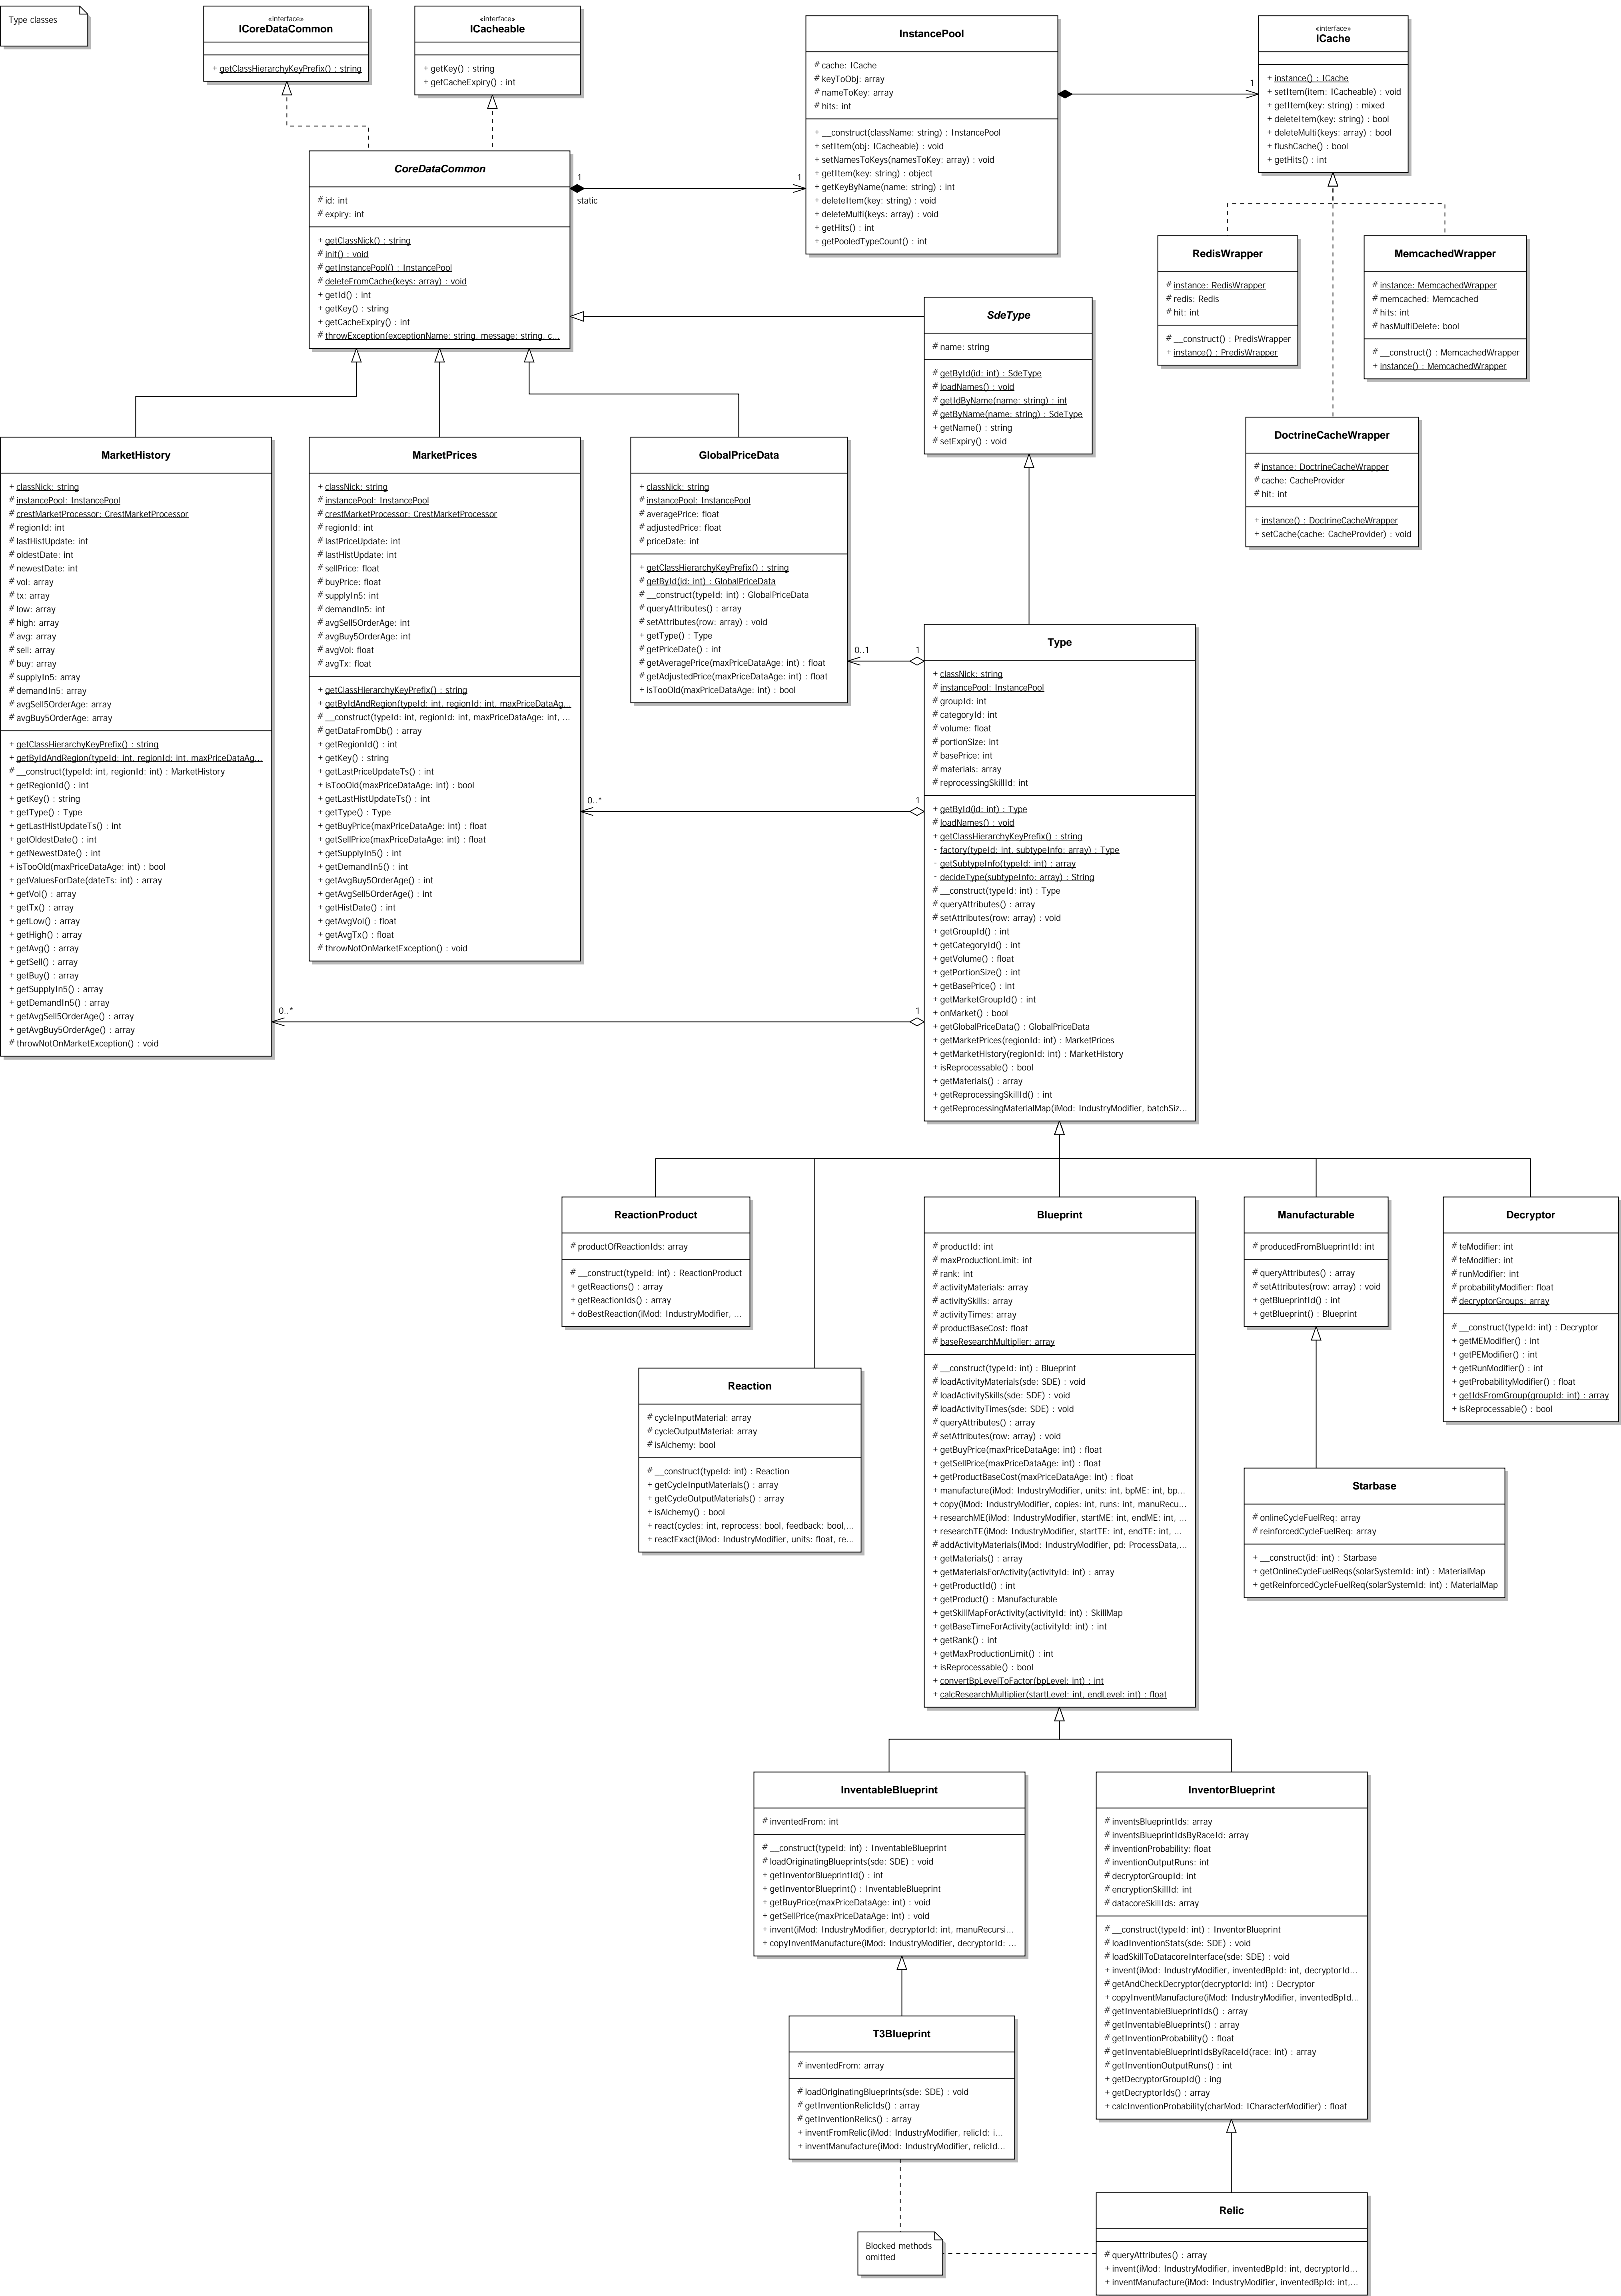 Type classes
«interface»
ICoreDataCommon
+ getClassHierarchyKeyPrefix() : string
«interface»
ICacheable
+ getKey() : string
+ getCacheExpiry() : int
InstancePool
# cache: ICache
# keyToObj: array
# nameToKey: array
# hits: int
+ __construct(className: string) : InstancePool
+ setItem(obj: ICacheable) : void
+ setNamesToKeys(namesToKey: array) : void
+ getItem(key: string) : object
+ getKeyByName(name: string) : int
+ deleteItem(key: string) : void
+ deleteMulti(keys: array) : void
+ getHits() : int
+ getPooledTypeCount() : int
1
«interface»
ICache
+ instance() : ICache
+ setItem(item: ICacheable) : void
+ getItem(key: string) : mixed
+ deleteItem(key: string) : bool
+ deleteMulti(keys: array) : bool
+ flushCache() : bool
+ getHits() : int
CoreDataCommon
# id: int
# expiry: int
+ getClassNick() : string
+ init() : void
+ getInstancePool() : InstancePool
+ deleteFromCache(keys: array) : void
+ getId() : int
+ getKey() : string
+ getCacheExpiry() : int
+ throwException(exceptionName: string, message: string, c...
1
static
1
RedisWrapper
# instance: RedisWrapper
# redis: Redis
# hit: int
# __construct() : PredisWrapper
+ instance() : PredisWrapper
MemcachedWrapper
# instance: MemcachedWrapper
# memcached: Memcached
# hits: int
# hasMultiDelete: bool
# __construct() : MemcachedWrapper
+ instance() : MemcachedWrapper
SdeType
# name: string
# getById(id: int) : SdeType
# loadNames() : void
# getIdByName(name: string) : int
# getByName(name: string) : SdeType
+ getName() : string
# setExpiry() : void
DoctrineCacheWrapper
# instance: DoctrineCacheWrapper
# cache: CacheProvider
# hit: int
+ instance() : DoctrineCacheWrapper
+ setCache(cache: CacheProvider) : void
MarketHistory
+ classNick: string
# instancePool: InstancePool
# crestMarketProcessor: CrestMarketProcessor
# regionId: int
# lastHistUpdate: int
# oldestDate: int
# newestDate: int
# vol: array
# tx: array
# low: array
# high: array
# avg: array
# sell: array
# buy: array
# supplyIn5: array
# demandIn5: array
# avgSell5OrderAge: array
# avgBuy5OrderAge: array
+ getClassHierarchyKeyPrefix() : string
+ getByIdAndRegion(typeId: int, regionId: int, maxPriceDataAg...
# __construct(typeId: int, regionId: int) : MarketHistory
+ getRegionId() : int
+ getKey() : string
+ getType() : Type
+ getLastHistUpdateTs() : int
+ getOldestDate() : int
+ getNewestDate() : int
+ isTooOld(maxPriceDataAge: int) : bool
+ getValuesForDate(dateTs: int) : array
+ getVol() : array
+ getTx() : array
+ getLow() : array
+ getHigh() : array
+ getAvg() : array
+ getSell() : array
+ getBuy() : array
+ getSupplyIn5() : array
+ getDemandIn5() : array
+ getAvgSell5OrderAge() : array
+ getAvgBuy5OrderAge() : array
# throwNotOnMarketException() : void
MarketPrices
+ classNick: string
# instancePool: InstancePool
# crestMarketProcessor: CrestMarketProcessor
# regionId: int
# lastPriceUpdate: int
# lastHistUpdate: int
# sellPrice: float
# buyPrice: float
# supplyIn5: int
# demandIn5: int
# avgSell5OrderAge: int
# avgBuy5OrderAge: int
# avgVol: float
# avgTx: float
+ getClassHierarchyKeyPrefix() : string
+ getByIdAndRegion(typeId: int, regionId: int, maxPriceDataAg...
# __construct(typeId: int, regionId: int, maxPriceDataAge: int, ...
# getDataFromDb() : array
+ getRegionId() : int
+ getKey() : string
+ getLastPriceUpdateTs() : int
+ isTooOld(maxPriceDataAge: int) : bool
+ getLastHistUpdateTs() : int
+ getType() : Type
+ getBuyPrice(maxPriceDataAge: int) : float
+ getSellPrice(maxPriceDataAge: int) : float
+ getSupplyIn5() : int
+ getDemandIn5() : int
+ getAvgBuy5OrderAge() : int
+ getAvgSell5OrderAge() : int
+ getHistDate() : int
+ getAvgVol() : float
+ getAvgTx() : float
# throwNotOnMarketException() : void
GlobalPriceData
+ classNick: string
# instancePool: InstancePool
# averagePrice: float
# adjustedPrice: float
# priceDate: int
+ getClassHierarchyKeyPrefix() : string
# getById(id: int) : GlobalPriceData
# __construct(typeId: int) : GlobalPriceData
# queryAttributes() : array
# setAttributes(row: array) : void
+ getType() : Type
# getPriceDate() : int
# getAveragePrice(maxPriceDataAge: int) : float
# getAdjustedPrice(maxPriceDataAge: int) : float
+ isTooOld(maxPriceDataAge: int) : bool
0..1
1
0..*
1
0..*
1
Type
+ classNick: string
# instancePool: InstancePool
# groupId: int
# categoryId: int
# volume: float
# portionSize: int
# basePrice: int
# materials: array
# reprocessingSkillId: int
+ getById(id: int) : Type
# loadNames() : void
+ getClassHierarchyKeyPrefix() : string
- factory(typeId: int, subtypeInfo: array) : Type
- getSubtypeInfo(typeId: int) : array
- decideType(subtypeInfo: array) : String
# __construct(typeId: int) : Type
# queryAttributes() : array
# setAttributes(row: array) : void
+ getGroupId() : int
+ getCategoryId() : int
+ getVolume() : float
+ getPortionSize() : int
+ getBasePrice() : int
+ getMarketGroupId() : int
+ onMarket() : bool
+ getGlobalPriceData() : GlobalPriceData
+ getMarketPrices(regionId: int) : MarketPrices
+ getMarketHistory(regionId: int) : MarketHistory
+ isReprocessable() : bool
+ getMaterials() : array
+ getReprocessingSkillId() : int
+ getReprocessingMaterialMap(iMod: IndustryModifier, batchSiz...
ReactionProduct
# productOfReactionIds: array
# __construct(typeId: int) : ReactionProduct
+ getReactions() : array
+ getReactionIds() : array
+ doBestReaction(iMod: IndustryModifier, ...
Reaction
# cycleInputMaterial: array
# cycleOutputMaterial: array
# isAlchemy: bool
# __construct(typeId: int) : Reaction
+ getCycleInputMaterials() : array
+ getCycleOutputMaterials() : array
+ isAlchemy() : bool
+ react(cycles: int, reprocess: bool, feedback: bool,...
+ reactExact(iMod: IndustryModifier, units: float, re...
Blueprint
# productId: int
# maxProductionLimit: int
# rank: int
# activityMaterials: array
# activitySkills: array
# activityTimes: array
# productBaseCost: float
# baseResearchMultiplier: array
# __construct(typeId: int) : Blueprint
# loadActivityMaterials(sde: SDE) : void
# loadActivitySkills(sde: SDE) : void
# loadActivityTimes(sde: SDE) : void
# queryAttributes() : array
# setAttributes(row: array) : void
+ getBuyPrice(maxPriceDataAge: int) : float
+ getSellPrice(maxPriceDataAge: int) : float
+ getProductBaseCost(maxPriceDataAge: int) : float
+ manufacture(iMod: IndustryModifier, units: int, bpME: int, bp...
+ copy(iMod: IndustryModifier, copies: int, runs: int, manuRecu...
+ researchME(iMod: IndustryModifier, startME: int, endME: int, ...
+ researchTE(iMod: IndustryModifier, startTE: int, endTE: int, ...
# addActivityMaterials(iMod: IndustryModifier, pd: ProcessData,...
+ getMaterials() : array
+ getMaterialsForActivity(activityId: int) : array
+ getProductId() : int
+ getProduct() : Manufacturable
+ getSkillMapForActivity(activityId: int) : SkillMap
+ getBaseTimeForActivity(activityId: int) : int
+ getRank() : int
+ getMaxProductionLimit() : int
+ isReprocessable() : bool
+ convertBpLevelToFactor(bpLevel: int) : int
+ calcResearchMultiplier(startLevel: int, endLevel: int) : float
Manufacturable
# producedFromBlueprintId: int
# queryAttributes() : array
# setAttributes(row: array) : void
+ getBlueprintId() : int
+ getBlueprint() : Blueprint
Decryptor
# teModifier: int
# teModifier: int
# runModifier: int
# probabilityModifier: float
# decryptorGroups: array
# __construct(typeId: int) : Decryptor
+ getMEModifier() : int
+ getPEModifier() : int
+ getRunModifier() : int
+ getProbabilityModifier() : float
+ getIdsFromGroup(groupId: int) : array
+ isReprocessable() : bool
Starbase
# onlineCycleFuelReq: array
# reinforcedCycleFuelReq: array
+ __construct(id: int) : Starbase
+ getOnlineCycleFuelReqs(solarSystemId: int) : MaterialMap
+ getReinforcedCycleFuelReq(solarSystemId: int) : MaterialMap
InventableBlueprint
# inventedFrom: int
# __construct(typeId: int) : InventableBlueprint
# loadOriginatingBlueprints(sde: SDE) : void
+ getInventorBlueprintId() : int
+ getInventorBlueprint() : InventableBlueprint
+ getBuyPrice(maxPriceDataAge: int) : void
+ getSellPrice(maxPriceDataAge: int) : void
+ invent(iMod: IndustryModifier, decryptorId: int, manuRecursi...
+ copyInventManufacture(iMod: IndustryModifier, decryptorId: ...
InventorBlueprint
# inventsBlueprintIds: array
# inventsBlueprintIdsByRaceId: array
# inventionProbability: float
# inventionOutputRuns: int
# decryptorGroupId: int
# encryptionSkillId: int
# datacoreSkillIds: array
# __construct(typeId: int) : InventorBlueprint
# loadInventionStats(sde: SDE) : void
# loadSkillToDatacoreInterface(sde: SDE) : void
+ invent(iMod: IndustryModifier, inventedBpId: int, decryptorId...
# getAndCheckDecryptor(decryptorId: int) : Decryptor
+ copyInventManufacture(iMod: IndustryModifier, inventedBpId...
# getInventableBlueprintIds() : array
# getInventableBlueprints() : array
# getInventionProbability() : float
# getInventableBlueprintIdsByRaceId(race: int) : array
# getInventionOutputRuns() : int
+ getDecryptorGroupId() : ing
+ getDecryptorIds() : array
+ calcInventionProbability(charMod: ICharacterModifier) : float
T3Blueprint
# inventedFrom: array
# loadOriginatingBlueprints(sde: SDE) : void
# getInventionRelicIds() : array
# getInventionRelics() : array
+ inventFromRelic(iMod: IndustryModifier, relicId: i...
+ inventManufacture(iMod: IndustryModifier, relicId...
Relic
# queryAttributes() : array
+ invent(iMod: IndustryModifier, inventedBpId: int, decryptorId...
+ inventManufacture(iMod: IndustryModifier, inventedBpId: int,...
Blocked methods
omitted